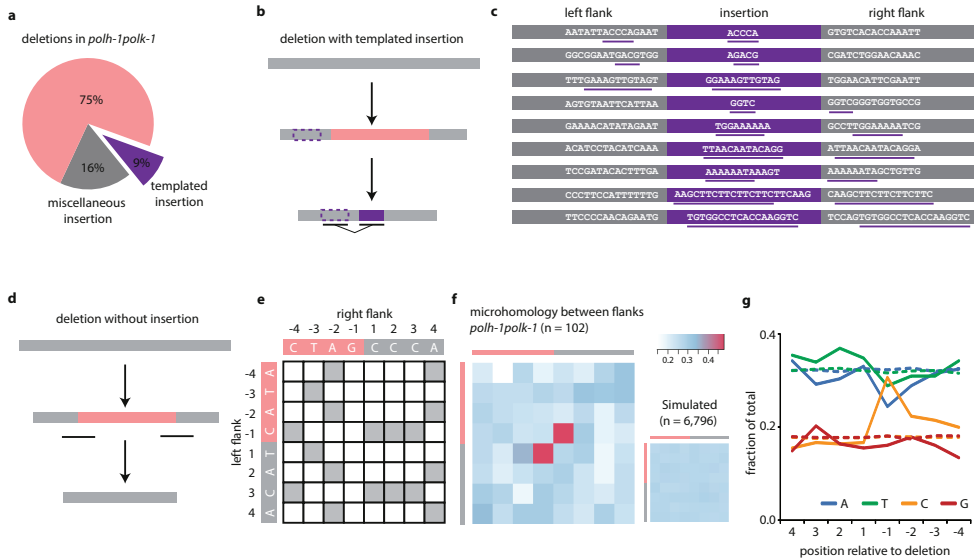 a
deletions in polh-1polk-1
75%
16%
9%
miscellaneous
insertion
templated
insertion
b
deletion with templated insertion
c
left flank insertion right flank
AATATTACCCAGAAT ACCCA GTGTCACACCAAATT
GGCGGAATGACGTGG AGACG CGATCTGGAACAAAC
TTTGAAAGTTGTAGT GGAAAGTTGTAG TGGAACATTCGAATT
AGTGTAATTCATTAA GGTC GGTCGGGTGGTGCCG
GAAAACATATAGAAT TGGAAAAAA GCCTTGGAAAAATCG
ACATCCTACATCAAA TTAACAATACAGG ATTAACAATACAGGA
TCCGATACACTTTGA AAAAAATAAAGT AAAAAATAGCTGTTG
CCCTTCCATTTTTTG AAGCTTCTTCTTCTTCTTCAAG CAAGCTTCTTCTTCTTC
TTCCCCAACAGAATG TGTGGCCTCACCAAGGTC TCCAGTGTGGCCTCACCAAGGTC
d
deletion without insertion
e
right flank
-4 -3 -2 -1 1 2 3 4
C T A G C C C A
left flank
-4 A
-3 T
-2 A
-1 C
1 T
2 A
3 C
4 A
f
microhomology between flanks
polh-1polk-1 (n = 102)
0.2 0.3 0.4
Simulated
(n = 6,796)
g
fraction of total
0.4
0.2
0.0
A T C G
4 3 2 1 -1 -2 -3 -4
position relative to deletion